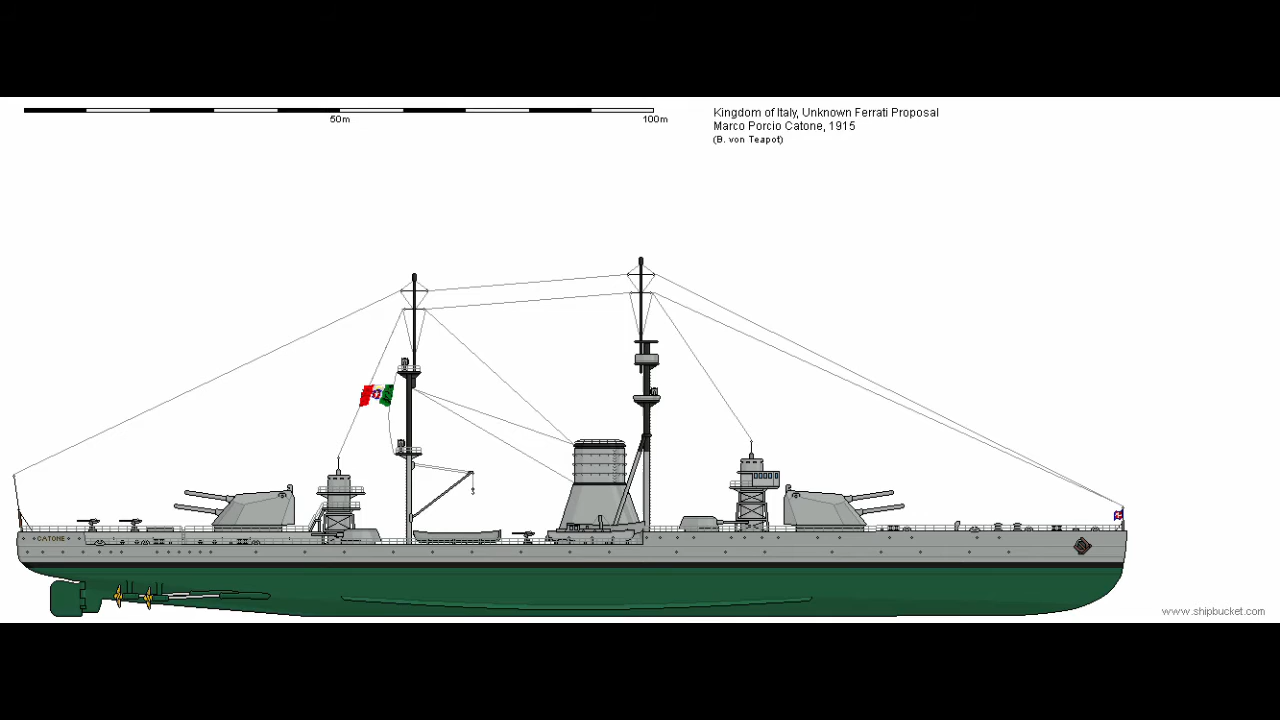 50m
100m
Kingdom of Italy, Unknown Ferrati Proposal
Marco Porcio Catone, 1915
(B. von Teapot)
CATONE
www.shipbucket.com